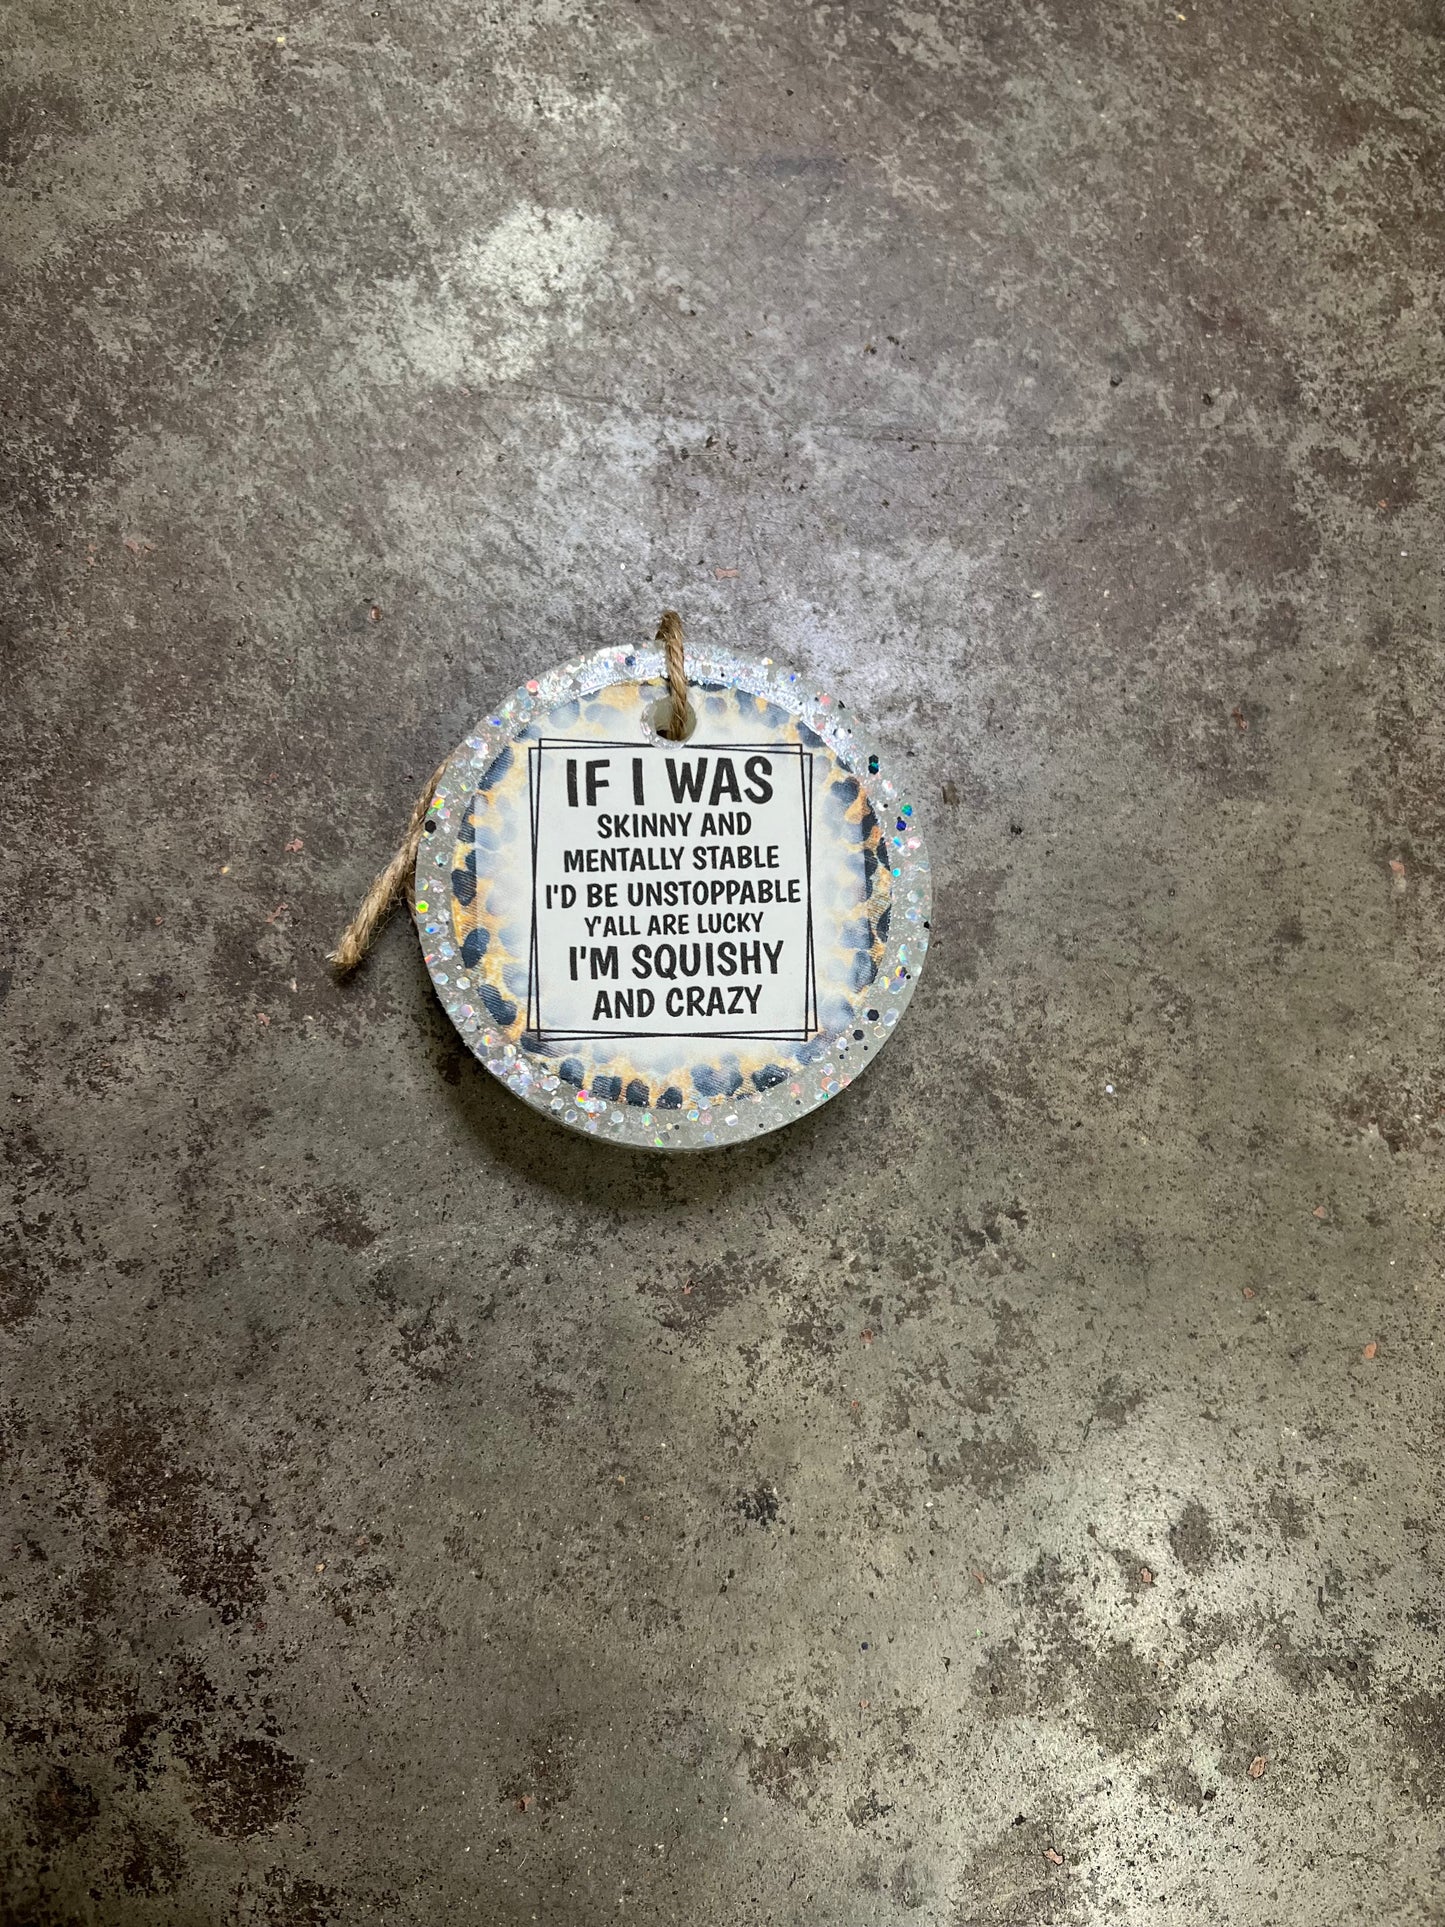 IF I WAS
SKINNY AND
MENTALLY STABLE
I'D BE UNSTOPPABLE
Y'ALL ARE LUCKY
I'M SQUISHY
AND CRAZY